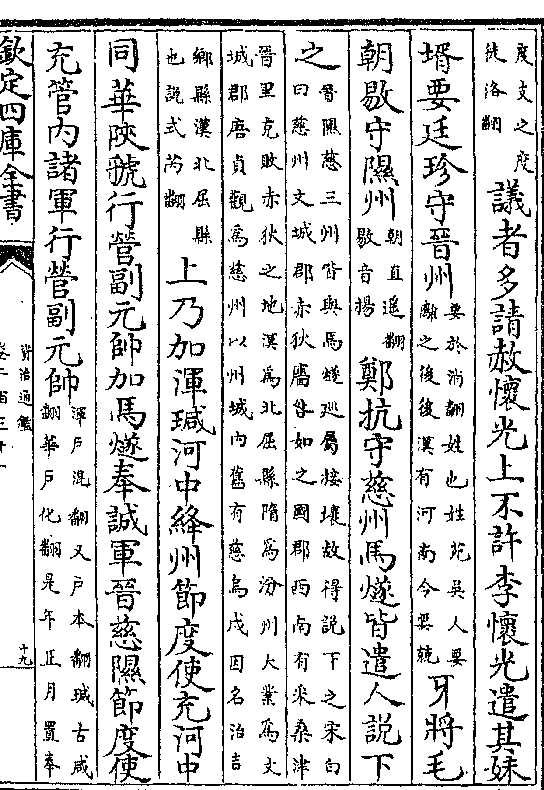 度支之度
徒洛翻
議者多請赦懷光上不許李懷光遣其妹
壻要廷珍守晉州
要於消翻姓也姓苑吳人要
離之後後漢有河南令要競
牙將毛
朝敭守隰州
朝直遥翻
敭音揚
鄭抗守慈州馬燧皆遣人說下
之
晉隰慈三州皆與馬燧廵屬接壤故得說下之宋白
曰慈州文城郡赤狄廧咎如之國郡西南有采桑津
晉里克敗赤狄之地漢為北屈縣隋為汾州大業為文
城郡唐貞觀為慈州以州城内舊有慈烏戍因名泊吉
鄉縣漢北屈縣
也說式芮翻
上乃加渾瑊河中絳州節度使充河中
同華陜虢行營副元帥加馬燧奉誠軍晉慈隰節度使
充管内諸軍行營副元帥
渾戶混翻又戶本翻瑊古咸
翻華戶化翻是年正月置奉
欽定四庫全書
資治通鑑
卷二百三十一
十九